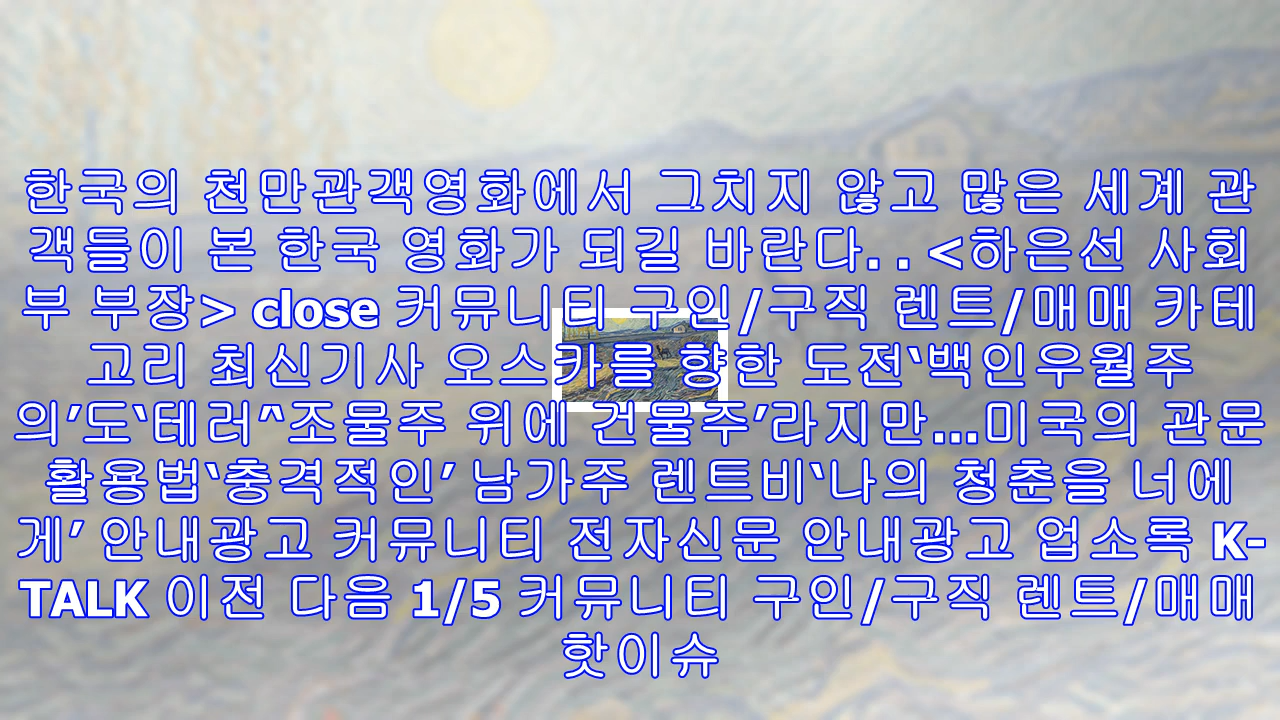 한국의 천만관객영화에서 그치지 않고 많은 세계 관
객들이 본 한국 영화가 되길 바란다. . <하은선 사회
부 부장> close 커뮤니티 구인/구직 렌트/매매 카테
고리 최신기사 오스카를 향한 도전‘백인우월주
의’도‘테러’‘조물주 위에 건물주’라지만…미국의 관문
활용법‘충격적인’ 남가주 렌트비‘나의 청춘을 너에
게’ 안내광고 커뮤니티 전자신문 안내광고 업소록 K-
TALK 이전 다음 1/5 커뮤니티 구인/구직 렌트/매매
핫이슈